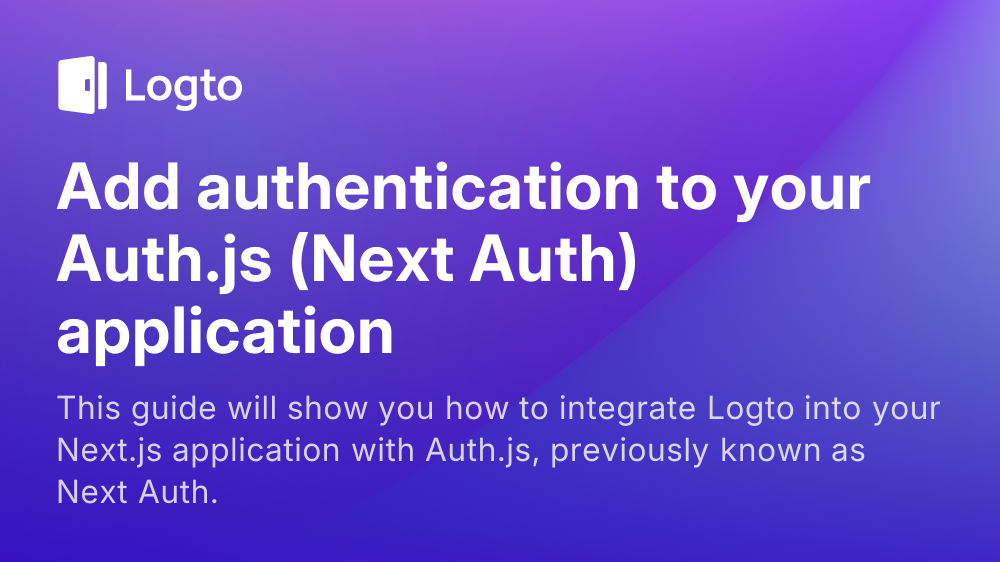 Logto
Add authentication to your
Auth.js (Next Auth)
application
This guide will show you how to integrate Logto into your
Next.js application with Auth.js, previously known as
Next Auth.